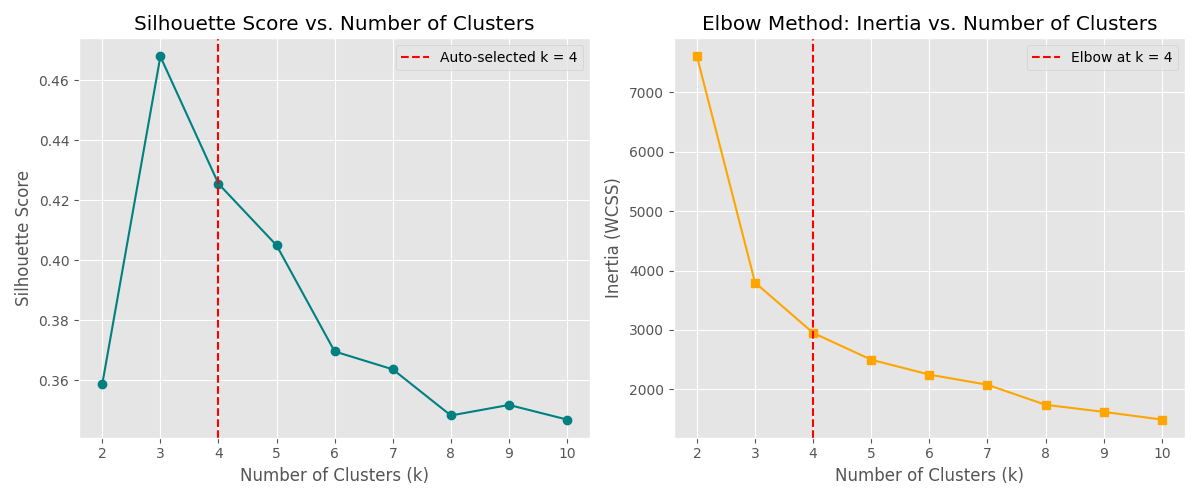 Silhouette Score vs. Number of Clusters
Auto-selected k = 4
Silhouette Score
0.46
0.44
0.42
0.40
0.38
0.36
2 3 4 5 6 7 8 9 10
Number of Clusters (k)
Elbow Method: Inertia vs. Number of Clusters
Elbow at k = 4
Inertia (WCSS)
7000
6000
5000
4000
3000
2000
2 3 4 5 6 7 8 9 10
Number of Clusters (k)